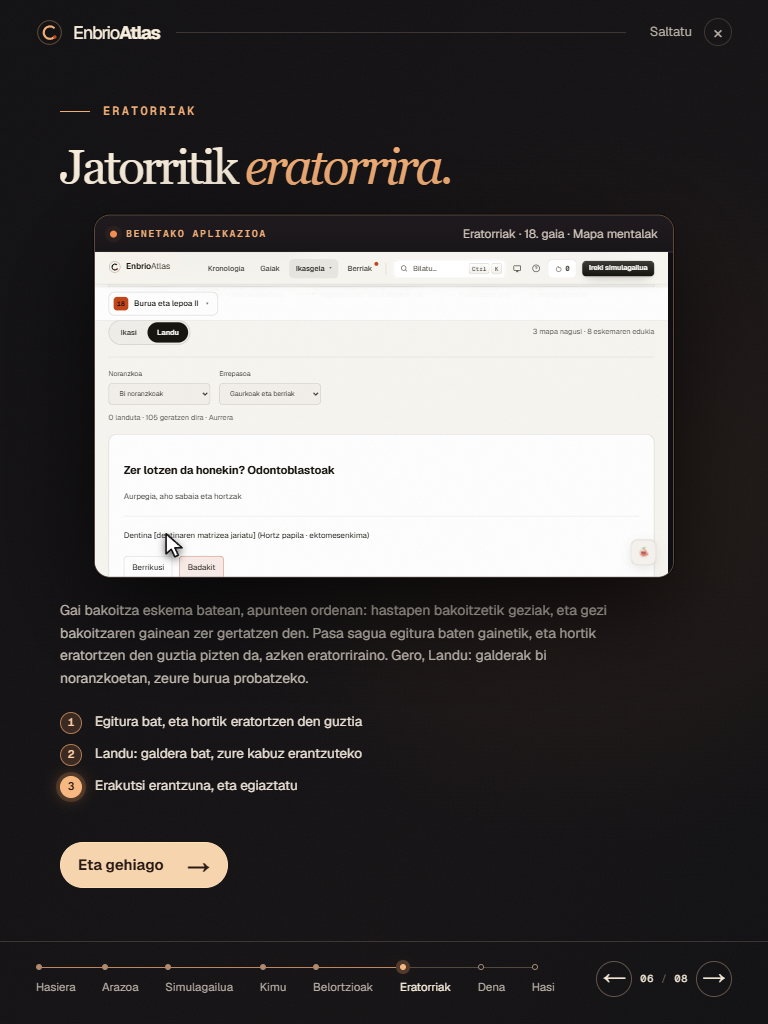 EnbrioAtlas
Saltatu
ERATORRIAK
Jatorritik eratorrira.
BENETAKO APLIKAZIOA
Eratorriak · 18. gaia · Mapa mentalak
EnbrioAtlas
Kronologia Gaiak Ikasgela Berriak Bilatu... Ctrl K 0 Ireki simulagailua
18 Burua eta lepoa II
Ikasi Landu
3 mapa nagusi · 8 eskemaren edukia
Noranzkoa Errepasoa
Bi noranzkoak Gaurkoak eta berriak
0 landuta · 105 geratzen dira · Aurrera
Zer lotzen da honekin? Odontoblastoak
Aurpegia, aho sabaia eta hortzak
Dentina [dentinaren matrizea jariatu] (Hortz papila · ektomesenkima)
Berrikusi Badakit
Gai bakoitza eskema batean, apunteen ordenan: hastapen bakoitzetik geziak, eta gezi
bakoitzaren gainean zer gertatzen den. Pasa sagua egitura baten gainetik, eta hortik
eratortzen den guztia pizten da, azken eratorriraino. Gero, Landu: galderak bi
noranzkoetan, zeure burua probatzeko.
1 Egitura bat, eta hortik eratortzen den guztia
2 Landu: galdera bat, zure kabuz erantzuteko
3 Erakutsi erantzuna, eta egiaztatu
Eta gehiago →
Hasiera Arazoa Simulagailua Kimu Belortzioak Eratorriak Dena Hasi
← 06 / 08 →